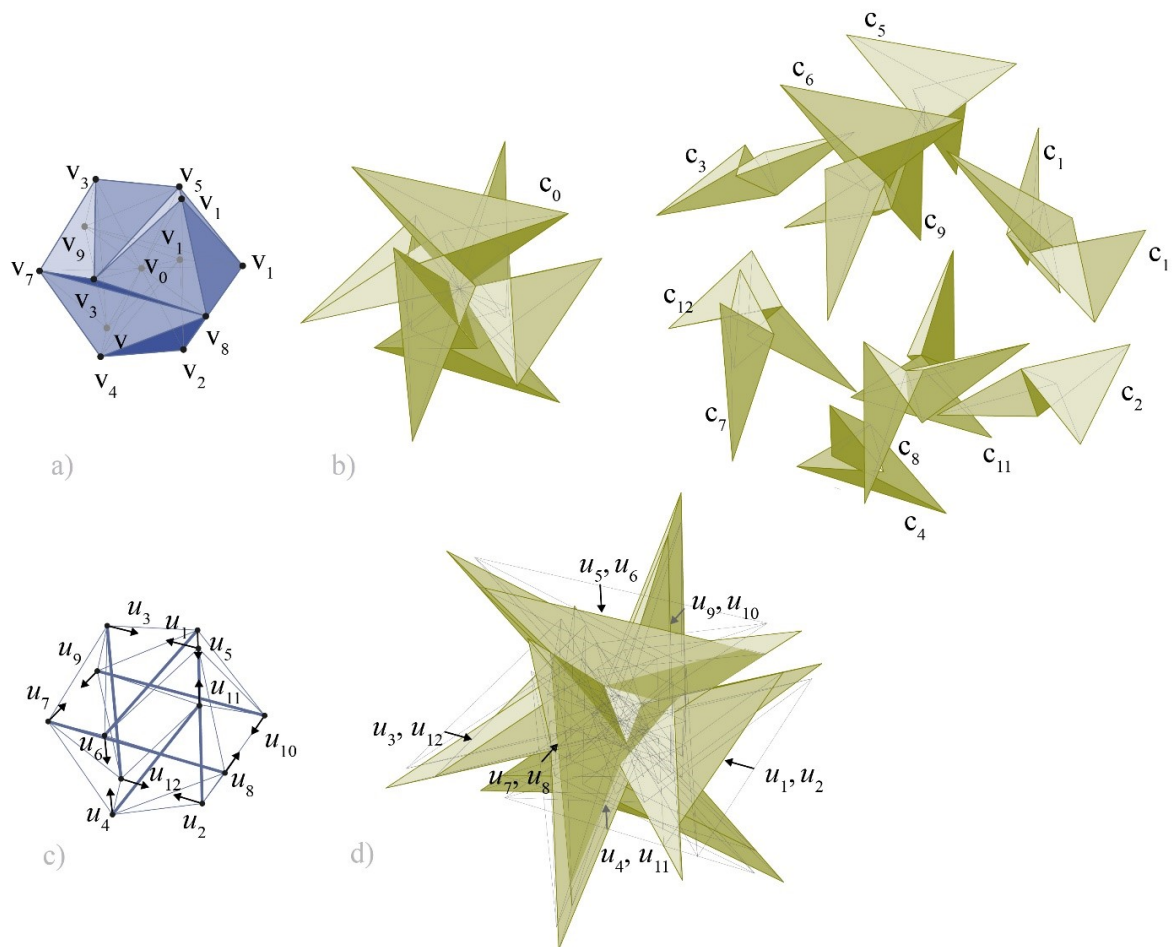 v3
v5
v1
v9
v1
v7
v0
v1
v3
v
v8
v4
v2
a)
c0
b)
c5
c6
c3
c1
c9
c1
c12
c7
c2
c8
c11
c4
u3
u1
u9
u5
u7
u11
u6
u10
u12
u8
u4
u2
c)
u5, u6
u9, u10
u3, u12
u7, u8
u1, u2
u4, u11
d)